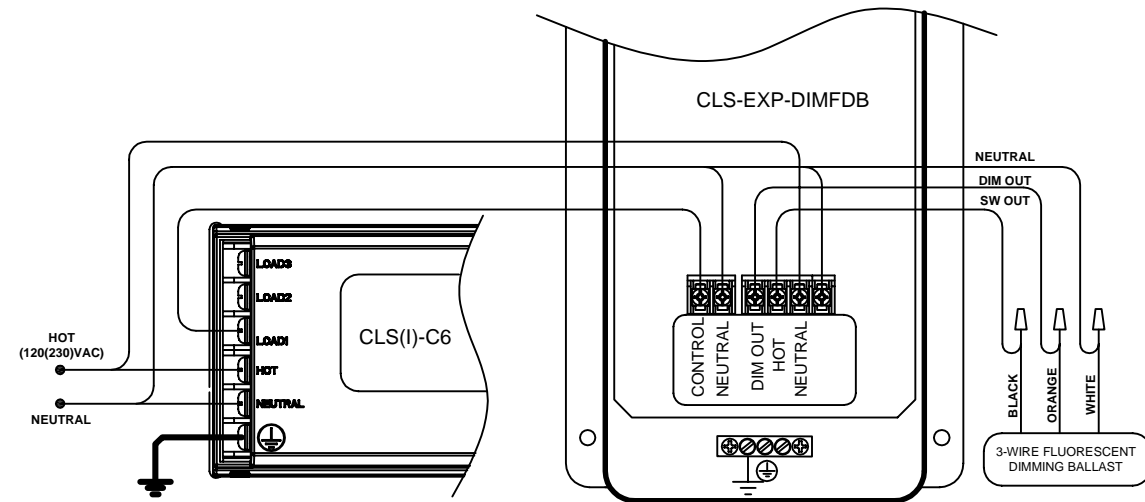 CLS-EXP-DIMFDB
NEUTRAL
DIM OUT
SW OUT
LOAD3
LOAD2
LOAD1
HOT
NEUTRAL
CLS(I)-C6
HOT
(120(230)VAC)
NEUTRAL
CONTROL
NEUTRAL
DIM OUT
HOT
NEUTRAL
BLACK
ORANGE
WHITE
3-WIRE FLUORESCENT
DIMMING BALLAST